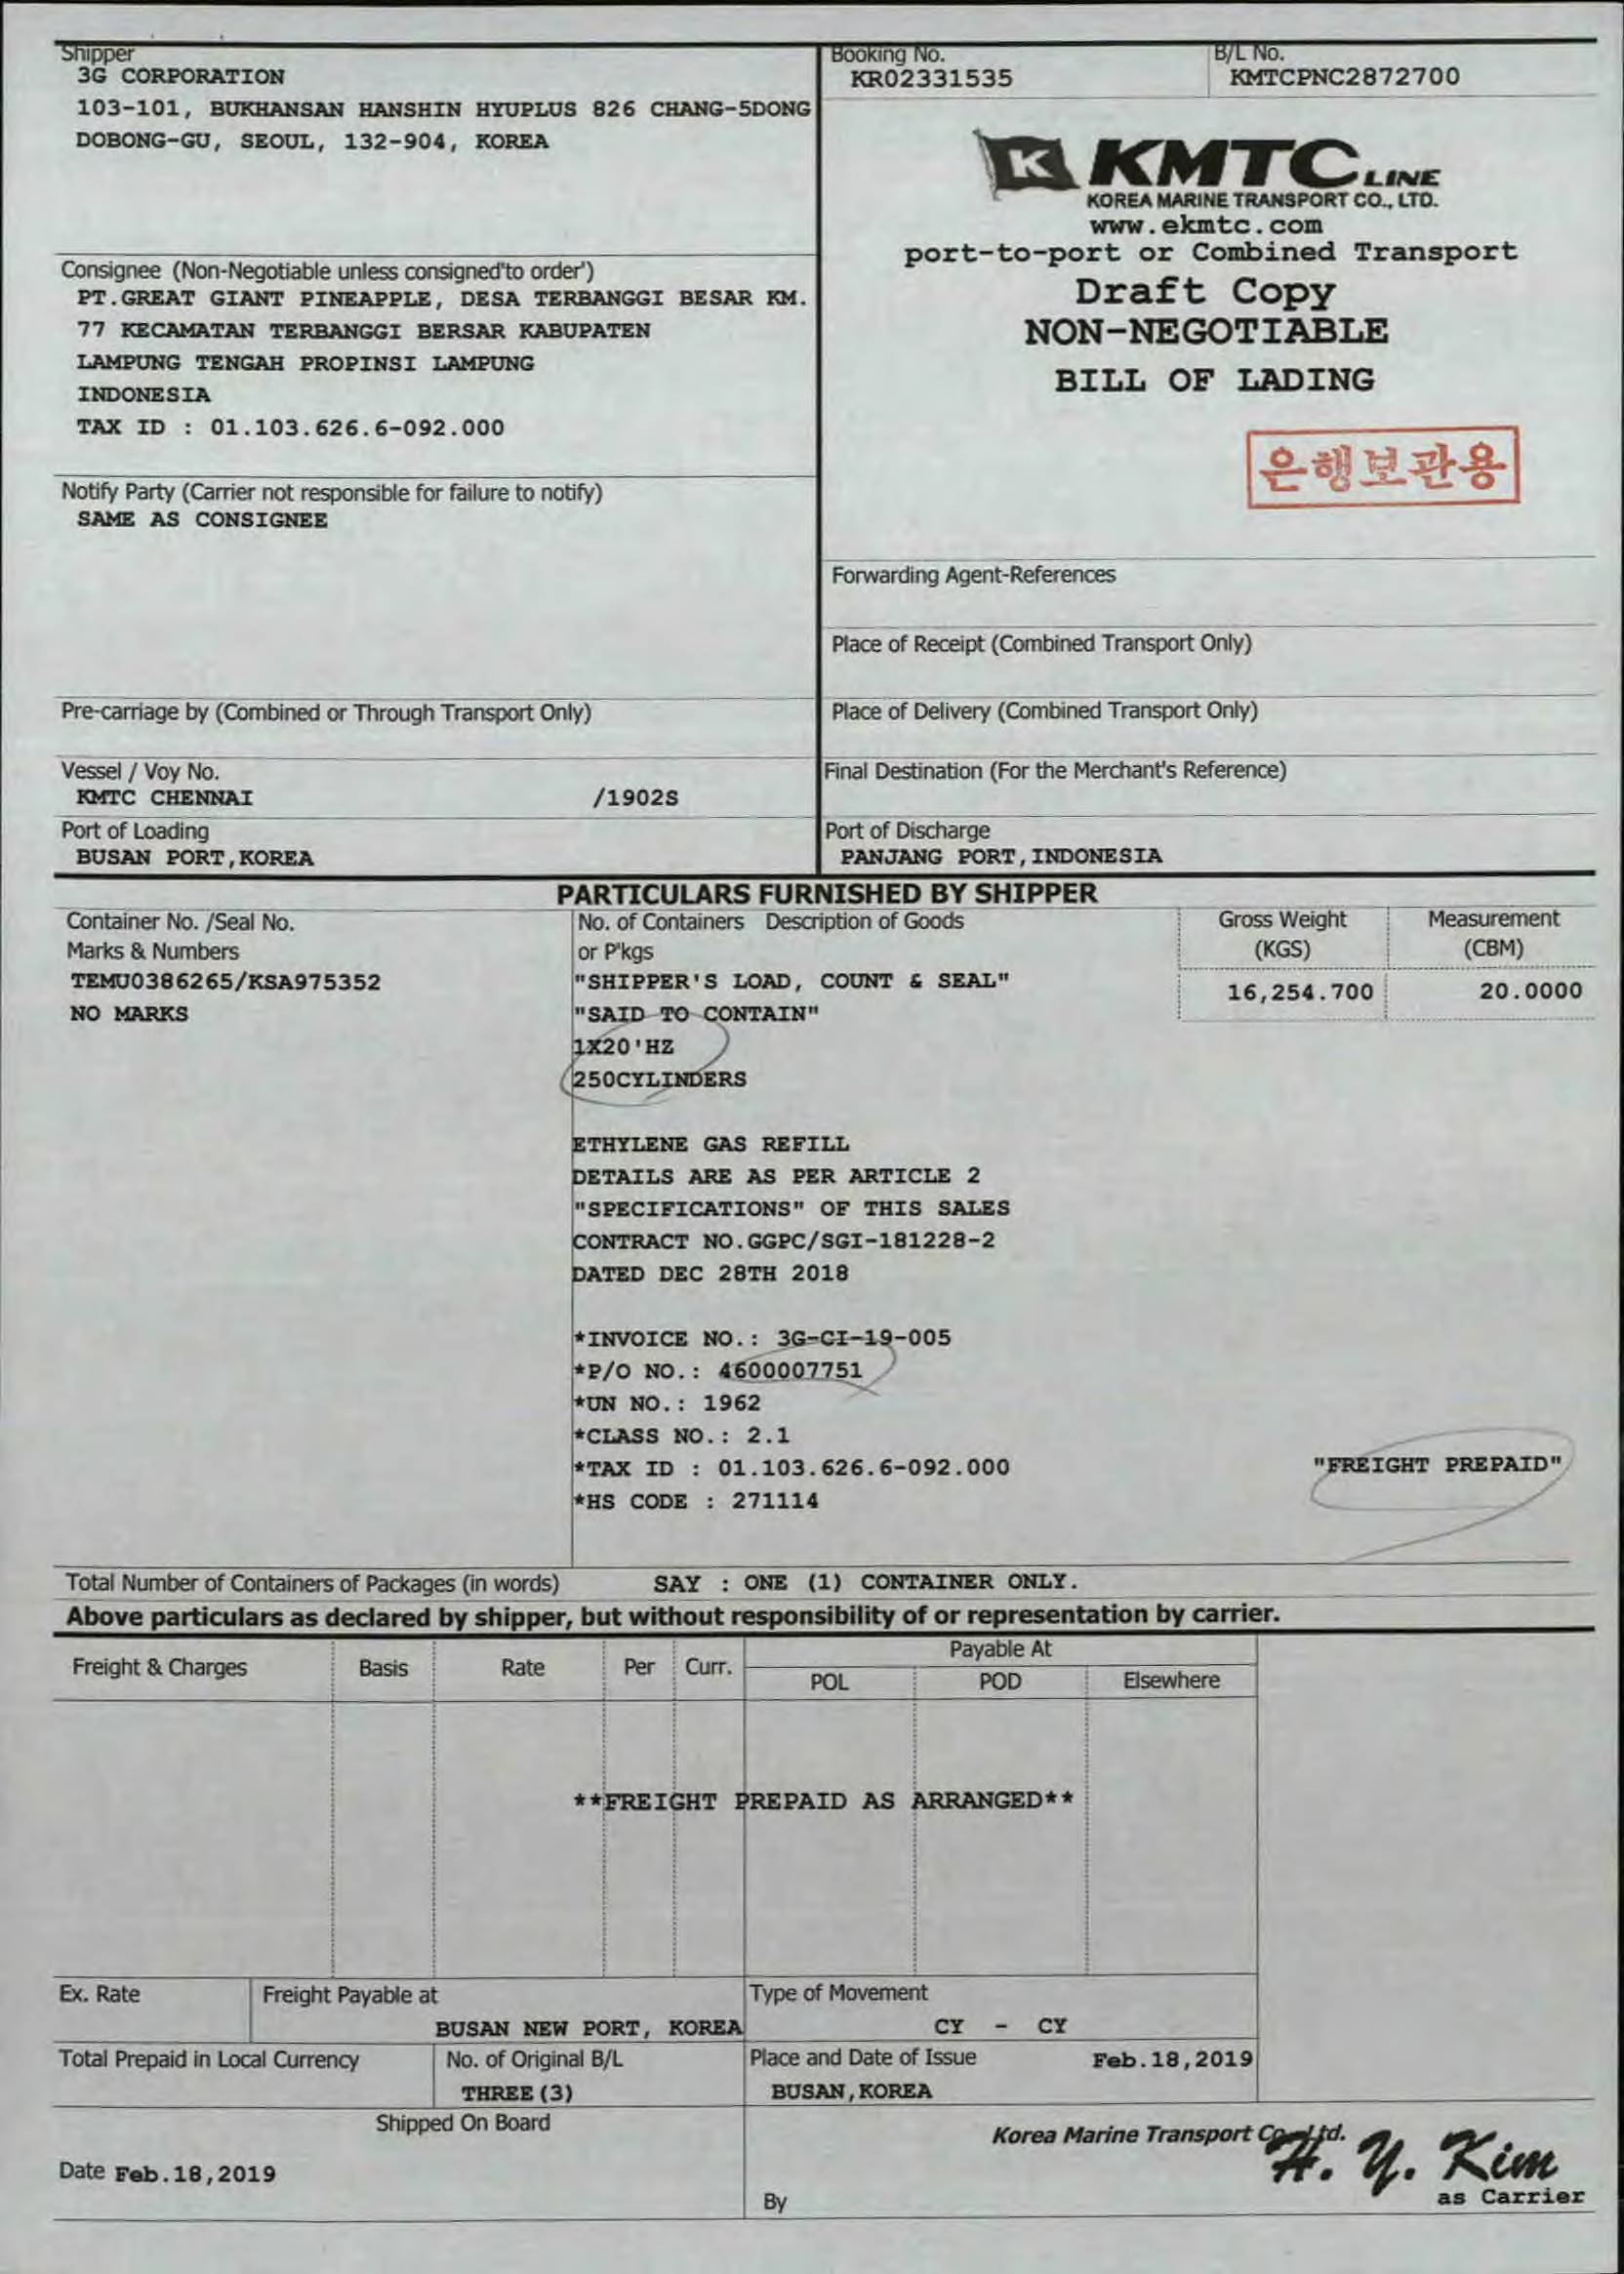 Shipper
3G CORPORATION
103-101, BUKHANSAN HANSHIN HYUPLUS 826 CHANG-5DONG
DOBONG-GU, SEOUL, 132-904, KOREA
Booking No.
KR02331535
B/L No.
KMTCPNC2872700
K KMTC LINE
KOREA MARINE TRANSPORT CO., LTD.
www.ekmtc.com
port-to-port or Combined Transport
Draft Copy
NON-NEGOTIABLE
BILL OF LADING
은행보관용
Consignee (Non-Negotiable unless consigned'to order')
PT.GREAT GIANT PINEAPPLE, DESA TERBANGGI BESAR KM.
77 KECAMATAN TERBANGGI BERSAR KABUPATEN
LAMPUNG TENGAH PROPINSI LAMPUNG
INDONESIA
TAX ID : 01.103.626.6-092.000
Notify Party (Carrier not responsible for failure to notify)
SAME AS CONSIGNEE
Forwarding Agent-References
Place of Receipt (Combined Transport Only)
Pre-carriage by (Combined or Through Transport Only)
Place of Delivery (Combined Transport Only)
Vessel / Voy No.
KMTC CHENNAI /1902S
Final Destination (For the Merchant's Reference)
Port of Loading
BUSAN PORT,KOREA
Port of Discharge
PANJANG PORT,INDONESIA
PARTICULARS FURNISHED BY SHIPPER
Container No. /Seal No.
Marks & Numbers
TEMU0386265/KSA975352
NO MARKS
No. of Containers Description of Goods
or P'kgs
"SHIPPER'S LOAD, COUNT & SEAL"
"SAID TO CONTAIN"
1X20'HZ
250CYLINDERS
Gross Weight
(KGS)
16,254.700
Measurement
(CBM)
20.0000
ETHYLENE GAS REFILL
DETAILS ARE AS PER ARTICLE 2
"SPECIFICATIONS" OF THIS SALES
CONTRACT NO.GGPC/SGI-181228-2
DATED DEC 28TH 2018
*INVOICE NO.: 3G-CI-19-005
*P/O NO.: 4600007751
*UN NO.: 1962
*CLASS NO.: 2.1
*TAX ID : 01.103.626.6-092.000
*HS CODE : 271114
"FREIGHT PREPAID"
Total Number of Containers of Packages (in words) SAY : ONE (1) CONTAINER ONLY.
Above particulars as declared by shipper, but without responsibility of or representation by carrier.
Freight & Charges Basis Rate Per Curr. Payable At
POL POD Elsewhere
**FREIGHT PREPAID AS ARRANGED**
Ex. Rate
Freight Payable at
BUSAN NEW PORT, KOREA
Type of Movement
CY - CY
Total Prepaid in Local Currency
No. of Original B/L
THREE(3)
Place and Date of Issue Feb.18,2019
BUSAN,KOREA
Shipped On Board
Date Feb.18,2019
Korea Marine Transport Co., Ltd.
H. Y. Kim
as Carrier
By